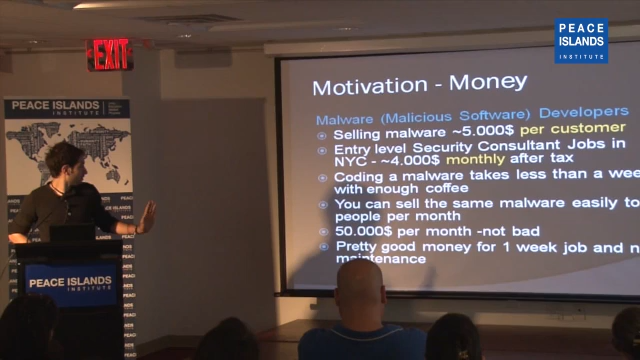 PEACE
ISLANDS
INSTITUTE
EXIT
PEACE ISLANDS
INSTITUTE
Motivation - Money
Malware (Malicious Software) Developers
Selling malware ~5.000$ per customer
Entry level Security Consultant Jobs in
NYC - ~4.000$ monthly after tax
Coding a malware takes less than a wee
with enough coffee
You can sell the same malware easily to
people per month
50.000$ per month -not bad
Pretty good money for 1 week job and n
maintenance
PEACE ISLANDS
INSTITUTE